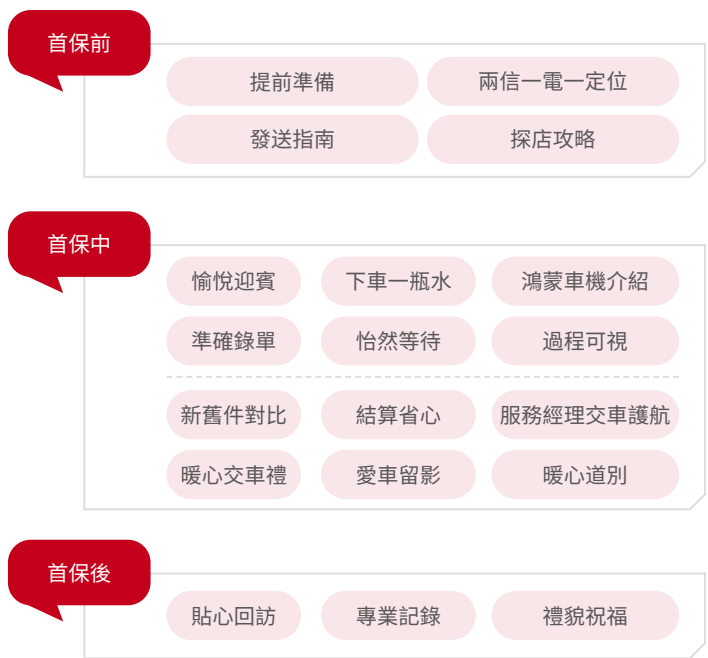 首保前
提前準備 兩信一電一定位
發送指南 探店攻略
首保中
愉悅迎賓 下車一瓶水 鴻蒙車機介紹
準確錄單 怡然等待 過程可視
新舊件對比 結算省心 服務經理交車護航
暖心交車禮 愛車留影 暖心道別
首保後
貼心回訪 專業記錄 禮貌祝福